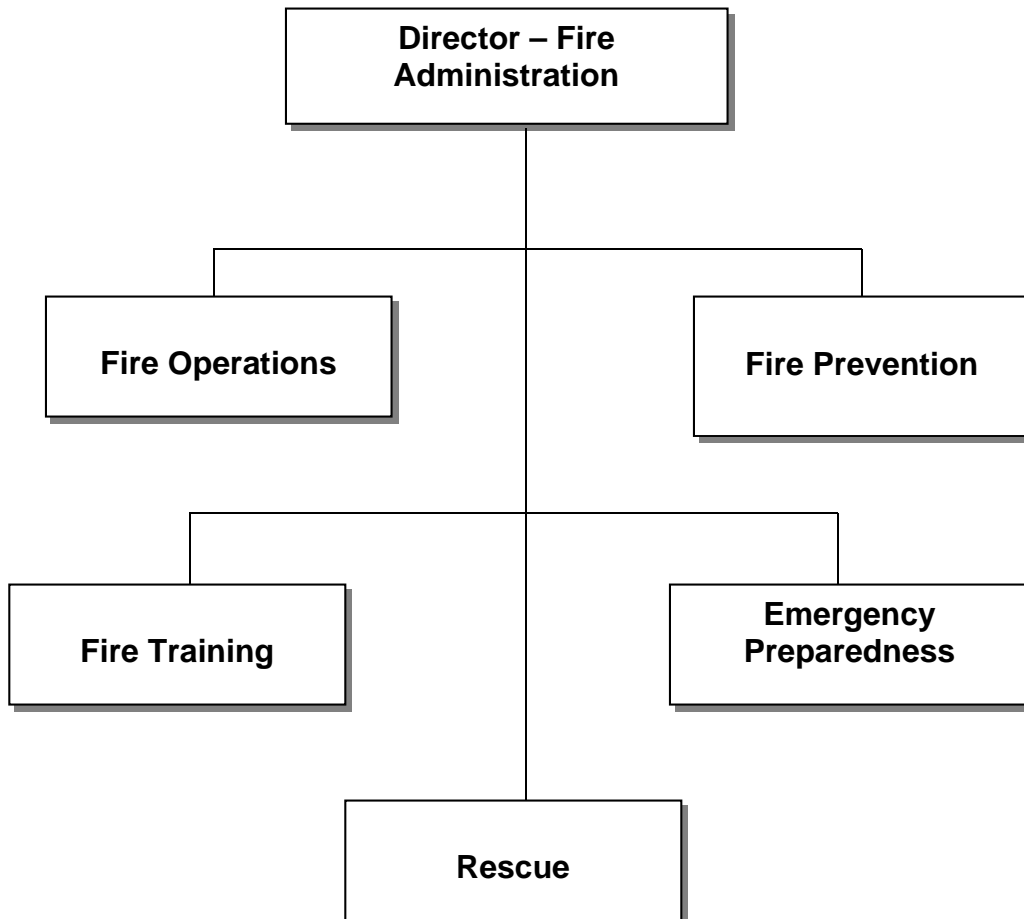 Director – Fire
Administration
Fire Operations
Fire Prevention
Fire Training
Emergency
Preparedness
Rescue